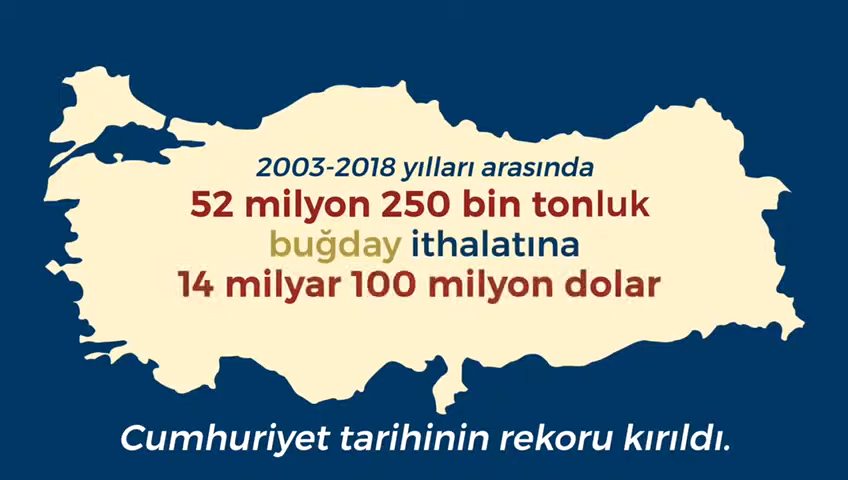 2003-2018 yılları arasında
52 milyon 250 bin tonluk
buğday ithalatına
14 milyar 100 milyon dolar
Cumhuriyet tarihinin rekoru kırıldı.